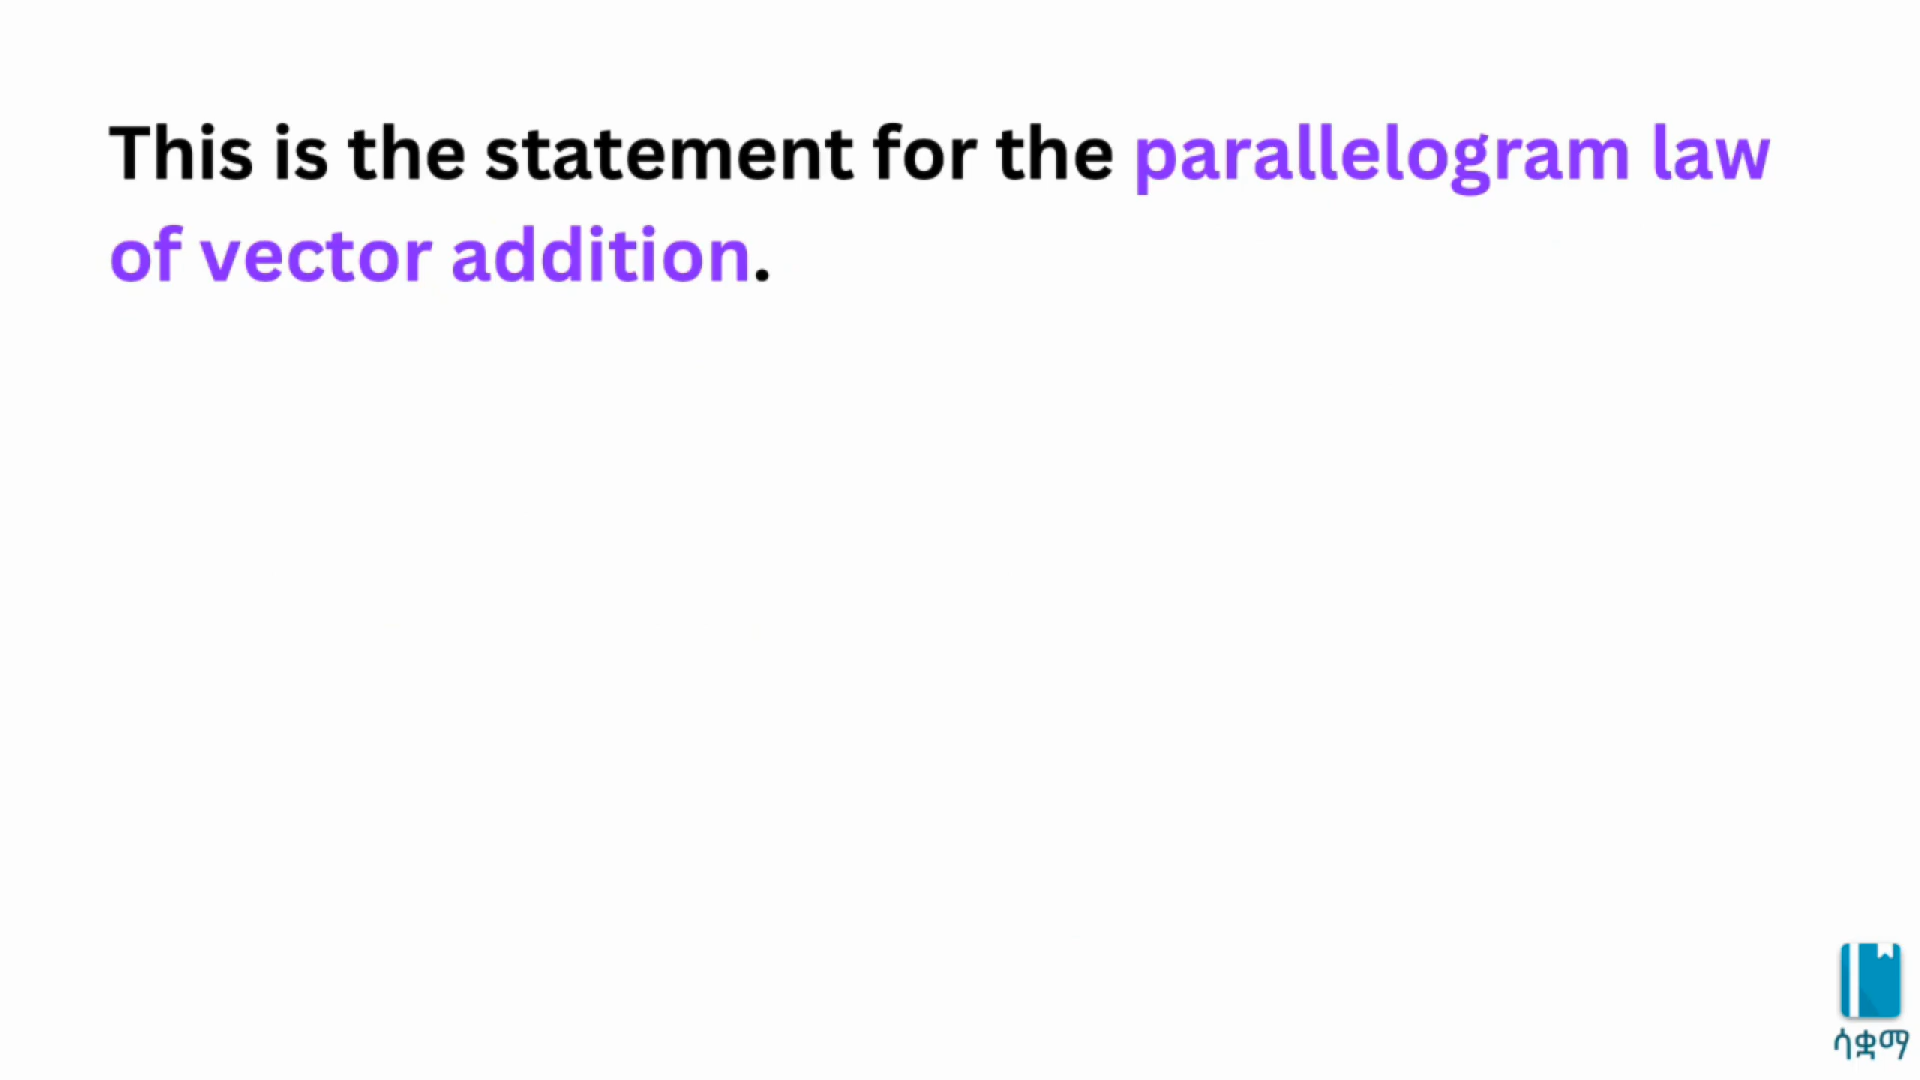 This is the statement for the parallelogram law
of vector addition.
ሳቋማ